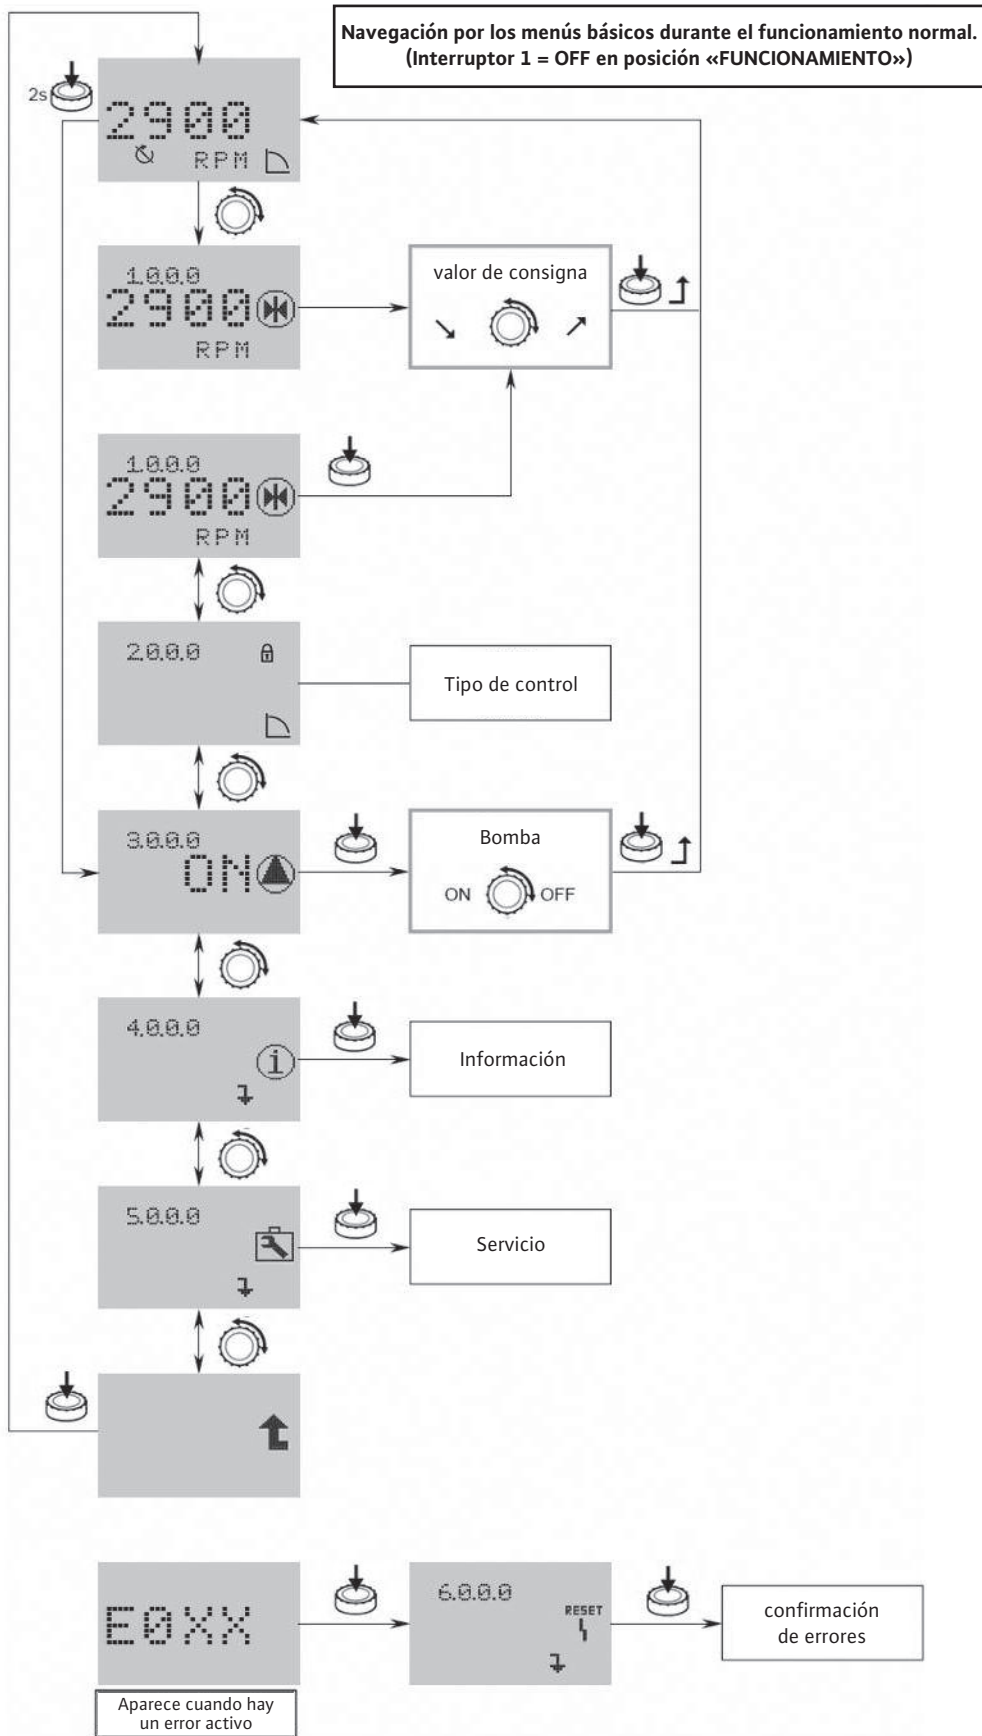 Navegación por los menús básicos durante el funcionamiento normal.
(Interruptor 1 = OFF en posición «FUNCIONAMIENTO»)
2s
2900
RPM
1.0.0.0
2900
RPM
valor de consigna
1.0.0.0
2900
RPM
2.0.0.0
Tipo de control
3.0.0.0
ON
Bomba
ON OFF
4.0.0.0
i
Información
5.0.0.0
Servicio
E0XX
6.0.0.0
RESET
confirmación
de errores
Aparece cuando hay
un error activo